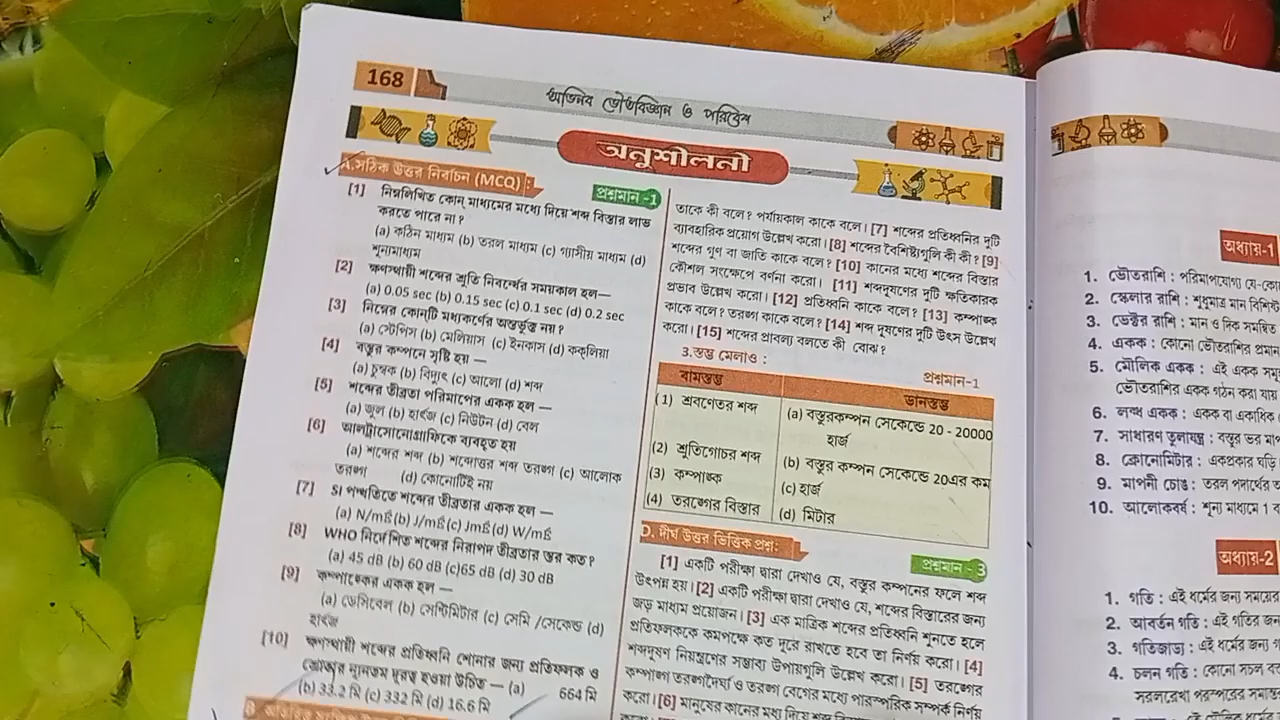 168
অভিনব ভৌতবিজ্ঞান ও পরিবেশ
অনুশীলনী
A.সঠিক উত্তর নির্বাচন (MCQ) :
প্রশ্নমান -1
[1] নিম্নলিখিত কোন্ মাধ্যমের মধ্যে দিয়ে শব্দ বিস্তার লাভ
করতে পারে না?
(a) কঠিন মাধ্যম (b) তরল মাধ্যম (c) গ্যাসীয় মাধ্যম (d)
শূন্যমাধ্যম
[2] ক্ষণস্থায়ী শব্দের শ্রুতি নিবর্ন্ধের সময়কাল হল—
(a) 0.05 sec (b) 0.15 sec (c) 0.1 sec (d) 0.2 sec
[3] নিম্নের কোন্‌টি মধ্যকর্ণের অন্তর্ভুক্ত নয়?
(a) স্টেপিস (b) মেলিয়াস (c) ইনকাস (d) কক্‌লিয়া
[4] বস্তুর কম্পনে সৃষ্টি হয় —
(a) চুম্বক (b) বিদ্যুৎ (c) আলো (d) শব্দ
[5] শব্দের তীব্রতা পরিমাপের একক হল —
(a) জুল (b) হার্ৎজ (c) নিউটন (d) বেল
[6] আলট্রাসোনোগ্রাফিকে ব্যবহৃত হয়
(a) শব্দের শব্দ (b) শব্দোত্তর শব্দ তরঙ্গ (c) আলোক
তরঙ্গ (d) কোনোটিই নয়
[7] SI পদ্ধতিতে শব্দের তীব্রতার একক হল —
[8] WHO নির্দেশিত শব্দের নিরাপদ তীব্রতার স্তর কত?
(a) 45 dB (b) 60 dB (c)65 dB (d) 30 dB
[9] কম্পাঙ্কের একক হল —
(a) ডেসিবেল (b) সেন্টিমিটার (c) সেমি /সেকেন্ড (d)
হার্ৎজ
[10] ক্ষণস্থায়ী শব্দের প্রতিধ্বনি শোনার জন্য প্রতিফলক ও
শ্রোতার ন্যূনতম দূরত্ব হওয়া উচিত — (a) 664 মি
(b) 33.2 মি (c) 332 মি (d) 16.6 মি
তাকে কী বলে? পর্যায়কাল কাকে বলে। [7] শব্দের প্রতিধ্বনির দুটি
ব্যাবহারিক প্রয়োগ উল্লেখ করো। [8] শব্দের বৈশিষ্ট্যগুলি কী কী? [9]
শব্দের গুণ বা জাতি কাকে বলে? [10] কানের মধ্যে শব্দের বিস্তার
কৌশল সংক্ষেপে বর্ণনা করো। [11] শব্দদূষণের দুটি ক্ষতিকারক
প্রভাব উল্লেখ করো। [12] প্রতিধ্বনি কাকে বলে? [13] কম্পাঙ্ক
কাকে বলে? তরঙ্গ কাকে বলে? [14] শব্দ দূষণের দুটি উৎস উল্লেখ
করো। [15] শব্দের প্রাবল্য বলতে কী বোঝ?
3.স্তম্ভ মেলাও :
প্রশ্নমান-1
বামস্তম্ভ ডানস্তম্ভ
(1) শ্রবণেতর শব্দ (a) বস্তুরকম্পন সেকেন্ডে 20 - 20000
হার্জ
(2) শ্রুতিগোচর শব্দ (b) বস্তুর কম্পন সেকেন্ডে 20এর কম
(3) কম্পাঙ্ক (c) হার্জ
(4) তরঙ্গের বিস্তার (d) মিটার
D. দীর্ঘ উত্তর ভিত্তিক প্রশ্ন:
প্রশ্নমান - 3
[1] একটি পরীক্ষা দ্বারা দেখাও যে, বস্তুর কম্পনের ফলে শব্দ
উৎপন্ন হয়। [2] একটি পরীক্ষা দ্বারা দেখাও যে, শব্দের বিস্তারের জন্য
জড় মাধ্যম প্রয়োজন। [3] এক মাত্রিক শব্দের প্রতিধ্বনি শুনতে হলে
প্রতিফলককে কমপক্ষে কত দূরে রাখতে হবে তা নির্ণয় করো। [4]
শব্দদূষণ নিয়ন্ত্রণের সম্ভাব্য উপায়গুলি উল্লেখ করো। [5] তরঙ্গের
কম্পাঙ্ক তরঙ্গদৈর্ঘ্য ও তরঙ্গ বেগের মধ্যে পারস্পরিক সম্পর্ক নির্ণয়
করো। [6] মানুষের কানের মধ্য দিয়ে শব্দ
অধ্যায়-1
1. ভৌতরাশি : পরিমাপযোগ্য
2. স্কেলার রাশি : শুধুমাত্র মান
3. ভেক্টর রাশি : মান ও দিক
4. একক : কোনো ভৌতরাশির
5. মৌলিক একক : এই একক
ভৌতরাশির একক গঠন করা যায়
6. লব্ধ একক : একক বা একাধিক
7. সাধারণ তুলাযন্ত্র : বস্তুর ভর
8. ক্রোনোমিটার : একপ্রকার ঘড়ি
9. মাপনী চোঙ : তরল পদার্থের
10. আলোকবর্ষ : শূন্য মাধ্যমে 1
অধ্যায়-2
1. গতি : এই ধর্মের জন্য সময়ের
2. আবর্তন গতি : এই গতির
3. গতিজাড্য : এই ধর্মের জন্য
4. চলন গতি : কোনো সচল
সরলরেখা পরস্পরের